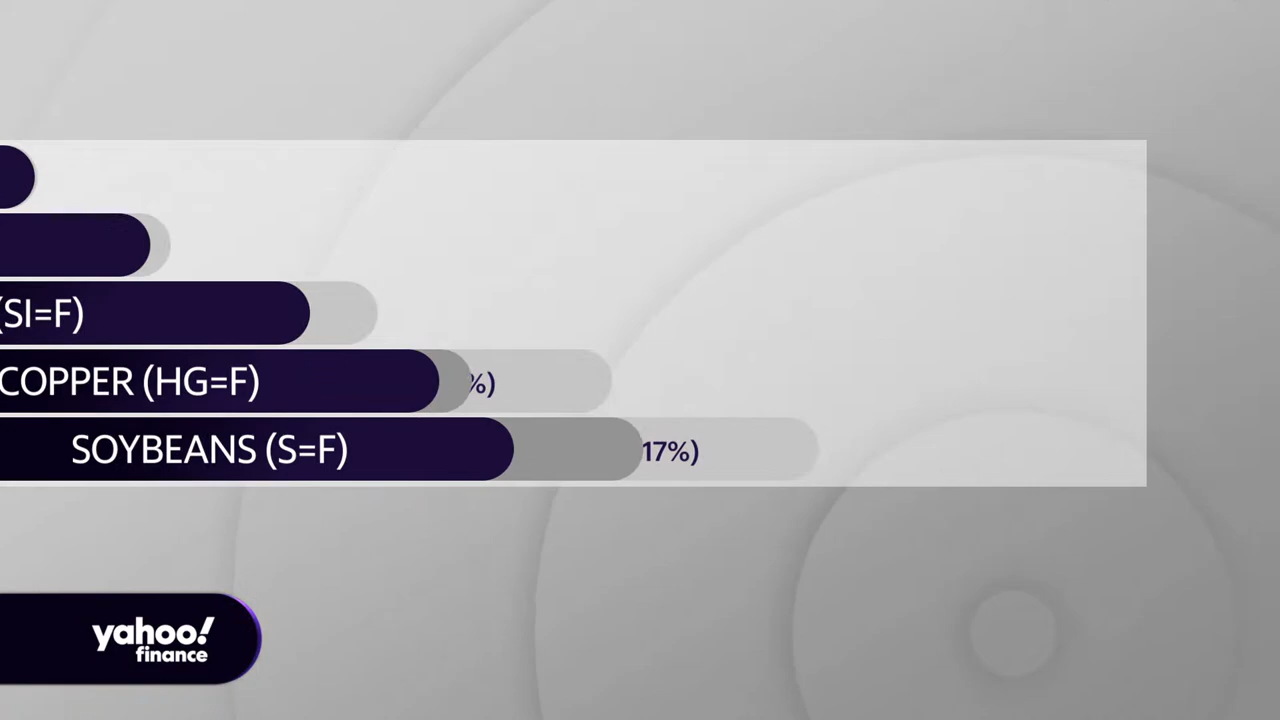 (SI=F)
COPPER (HG=F) %)
SOYBEANS (S=F) 17%)
yahoo!
finance